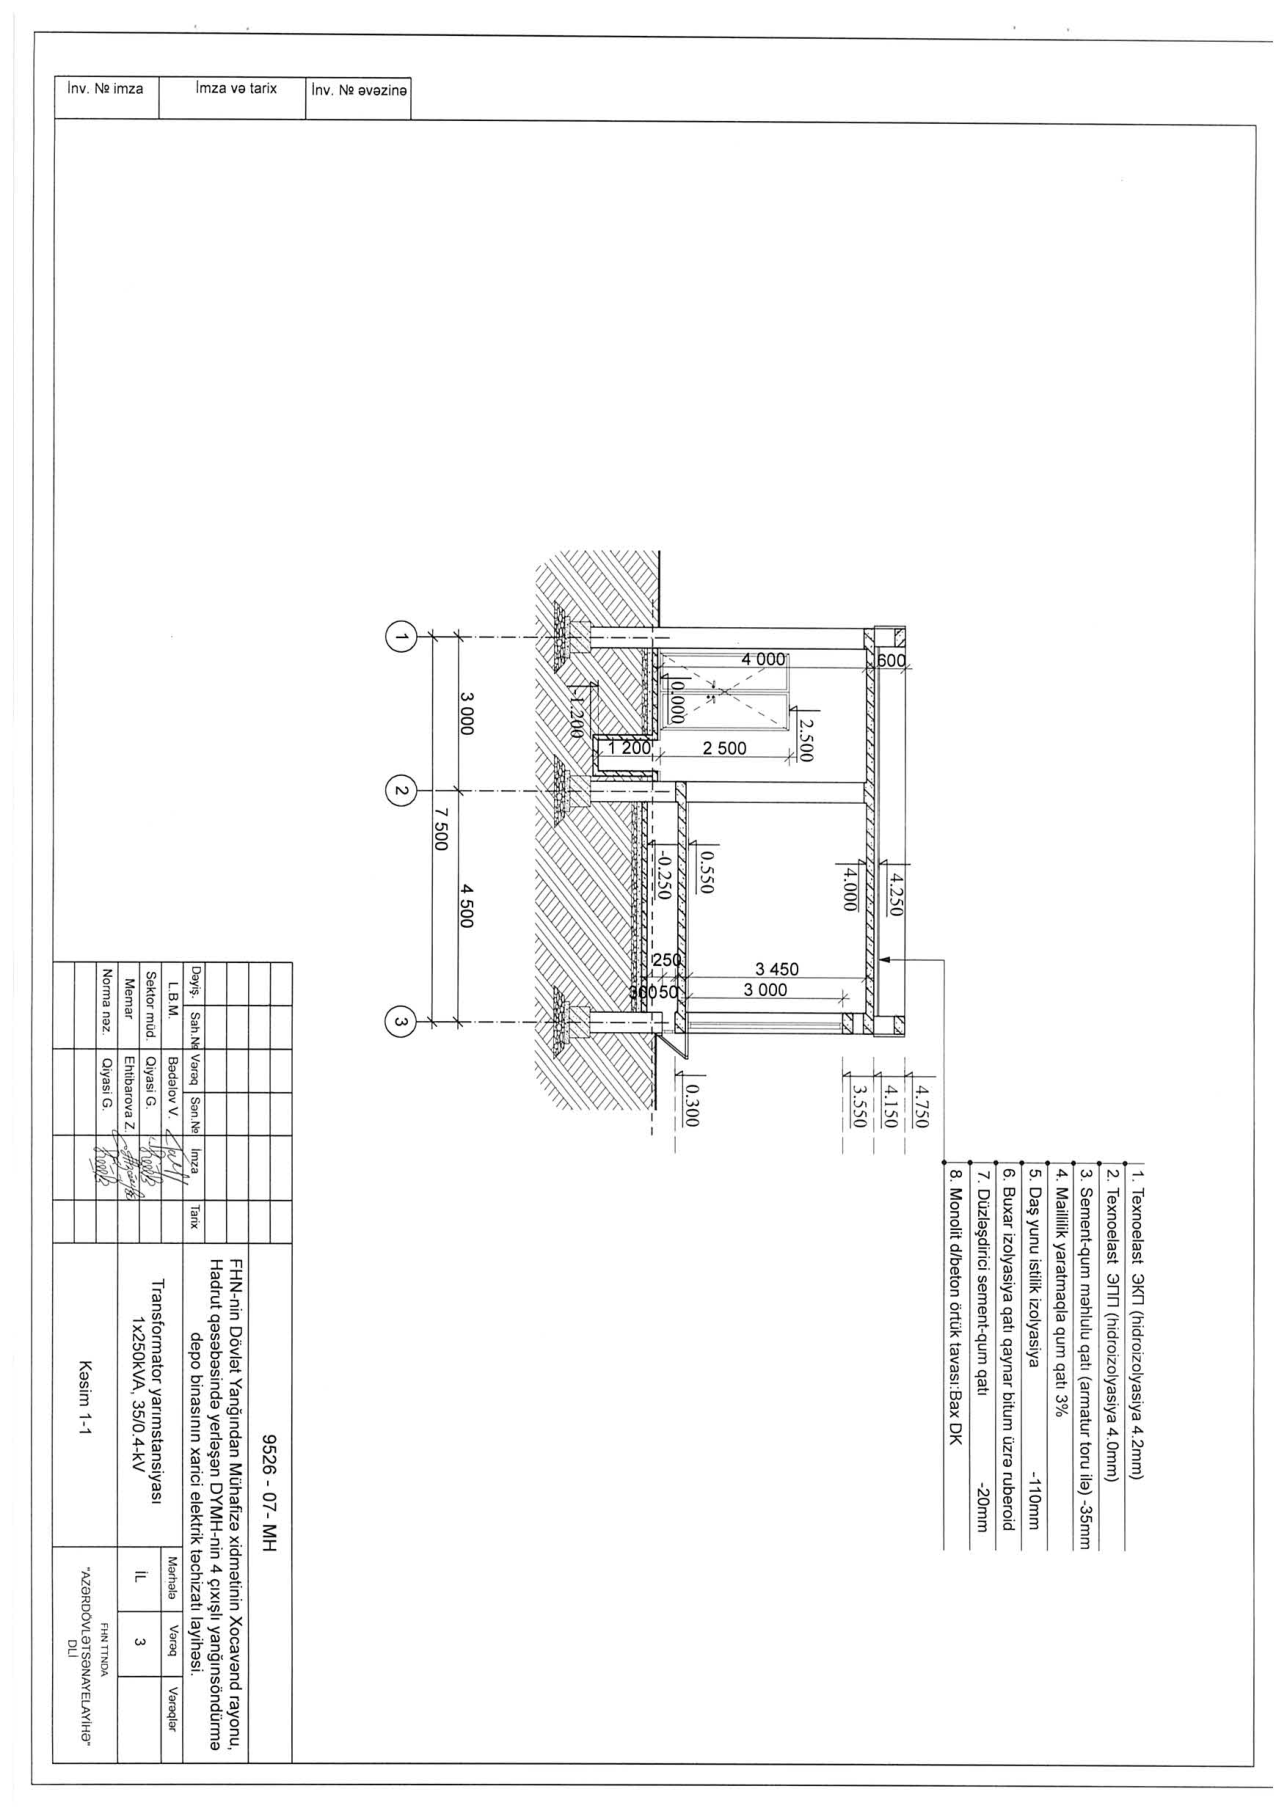 İnv. № imza
İmza və tarix
İnv. № əvəzinə
1. Texnoelast ЭКП (hidroizolyasiya 4.2mm)
2. Texnoelast ЭПП (hidroizolyasiya 4.0mm)
3. Sement-qum məhlulu qatı (armatur toru ilə) -35mm
4. Maillilik yaratmaqla qum qatı 3%
5. Daş yunu istilik izolyasiya -110mm
6. Buxar izolyasiya qatı qaynar bitum üzrə ruberoid
7. Düzləşdirici sement-qum qatı -20mm
8. Monolit d/beton örtük tavası:Bax DK
4.750
4.150
3.550
0.300
4.250
4.000
600
4 000
2.500
2 500
0.000
1 200
-1.200
0.550
-0.250
3 450
3 000
250
50
3 000
4 500
7 500
1
2
3
9526 - 07- MH
FHN-nin Dövlət Yanğından Mühafizə xidmətinin Xocavənd rayonu,
Hadrut qəsəbəsində yerləşən DYMH-nin 4 çıxışlı yanğınsöndürmə
depo binasının xarici elektrik təchizatı layihəsi.
Dəyiş. Sah.№ Vərəq Sən.№ İmza Tarix
L.B.M. Bədəlov V.
Sektor müd. Qiyasi G.
Memar Ehtibarova Z.
Norma nəz. Qiyasi G.
Transformator yarımstansiyası
1x250kVA, 35/0.4-kV
Mərhələ Vərəq Vərəqlər
İL 3
Kəsim 1-1
FHN TTNDA
"AZƏRDÖVLƏTSƏNAYELAYİHƏ"
DLİ